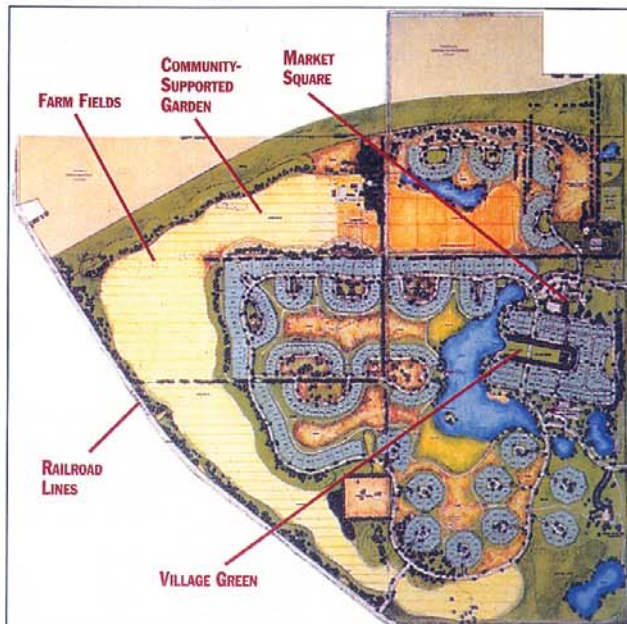 MARKET
SQUARE
COMMUNITY-
SUPPORTED
GARDEN
FARM FIELDS
RAILROAD
LINES
VILLAGE GREEN